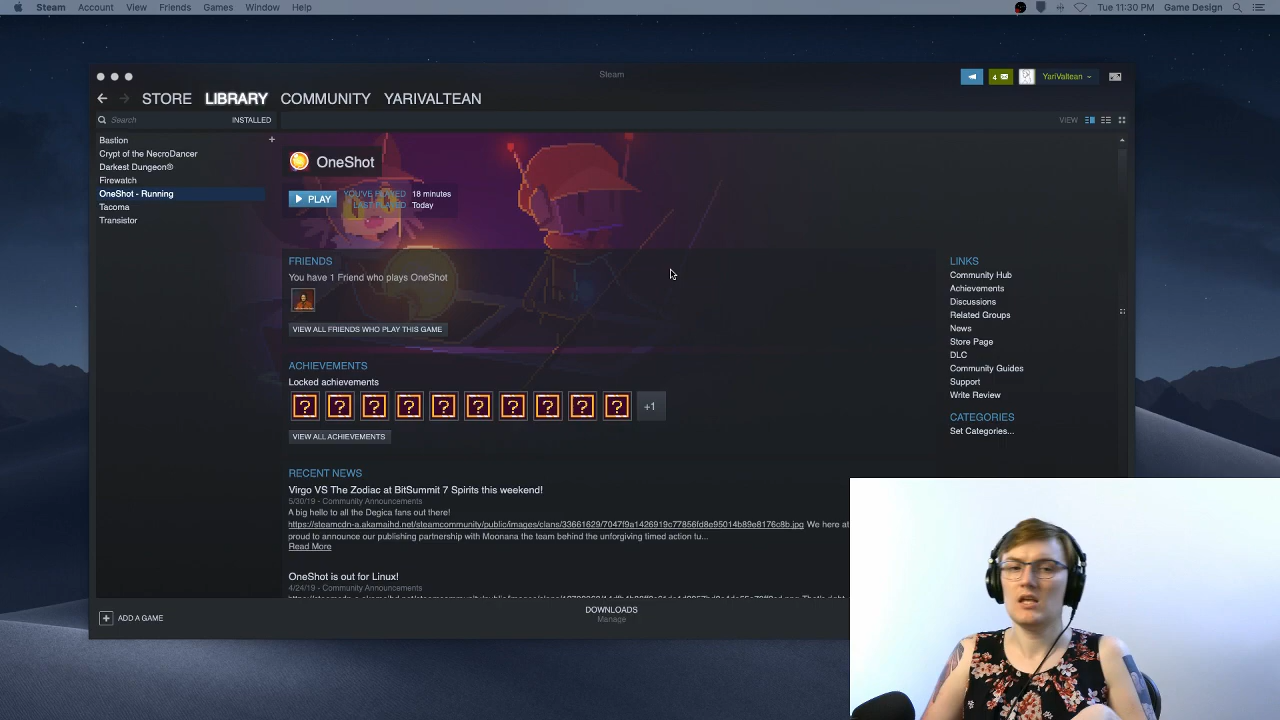 Steam Account View Friends Games Window Help Tue 11:30 PM Game Design
Steam
4 YariValtean
STORE LIBRARY COMMUNITY YARIVALTEAN
Search INSTALLED VIEW
Bastion +
Crypt of the NecroDancer
Darkest Dungeon®
Firewatch
OneShot - Running
Tacoma
Transistor
OneShot
PLAY
YOU'VE PLAYED 18 minutes
LAST PLAYED Today
FRIENDS
You have 1 Friend who plays OneShot
VIEW ALL FRIENDS WHO PLAY THIS GAME
ACHIEVEMENTS
Locked achievements
? ? ? ? ? ? ? ? ? ? +1
VIEW ALL ACHIEVEMENTS
RECENT NEWS
Virgo VS The Zodiac at BitSummit 7 Spirits this weekend!
5/30/19 - Community Announcements
A big hello to all the Degica fans out there!
We here at
proud to announce our publishing partnership with Moonana the team behind the unforgiving timed action tu...
Read More
OneShot is out for Linux!
4/24/19 - Community Announcements
LINKS
Community Hub
Achievements
Discussions
Related Groups
News
Store Page
DLC
Community Guides
Support
Write Review
CATEGORIES
Set Categories...
+ ADD A GAME
DOWNLOADS
Manage